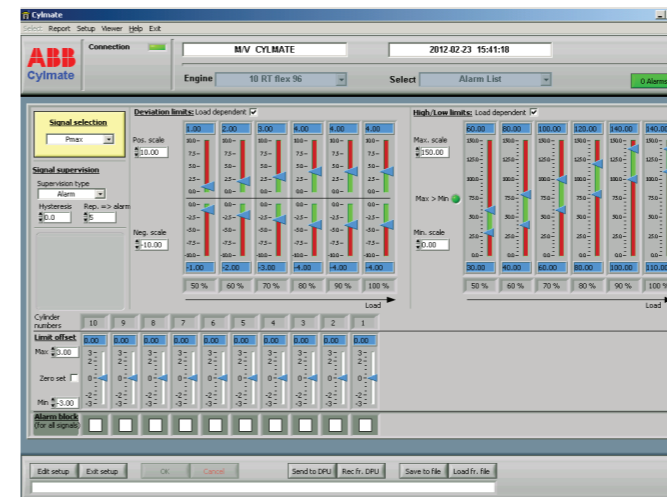 Cylmate
Select Report Setup Viewer Help Exit
ABB
Cylmate
Connection
M/V CYLMATE
2012-02-23 15:41:18
Engine
10 RT flex 96
Select
Alarm List
0 Alarms
Signal selection
Pmax
Signal supervision
Supervision type
Alarm
Hysteresis Rep. => alarm
0.0 5
Deviation limits: Load dependent
1.00 2.00 3.00 4.00 4.00 4.00
Pos. scale
10.00
Neg. scale
-10.00
-1.00 -2.00 -3.00 -4.00 -4.00 -4.00
50 % 60 % 70 % 80 % 90 % 100 %
Load
High/Low limits: Load dependent
60.00 80.00 100.00 120.00 140.00 140.0
Max. scale
150.00
Max > Min
Min. scale
0.00
30.00 40.00 60.00 80.00 100.00 110.0
50 % 60 % 70 % 80 % 90 % 100 %
Load
Cylinder
numbers
10 9 8 7 6 5 4 3 2 1
Limit offset
0.00 0.00 0.00 0.00 0.00 0.00 0.00 0.00 0.00 0.00
Max 3.00
Zero set
Min -3.00
Alarm block
(for all signals)
Edit setup Exit setup OK Cancel Send to DPU Rec fr. DPU Save to file Load fr. file